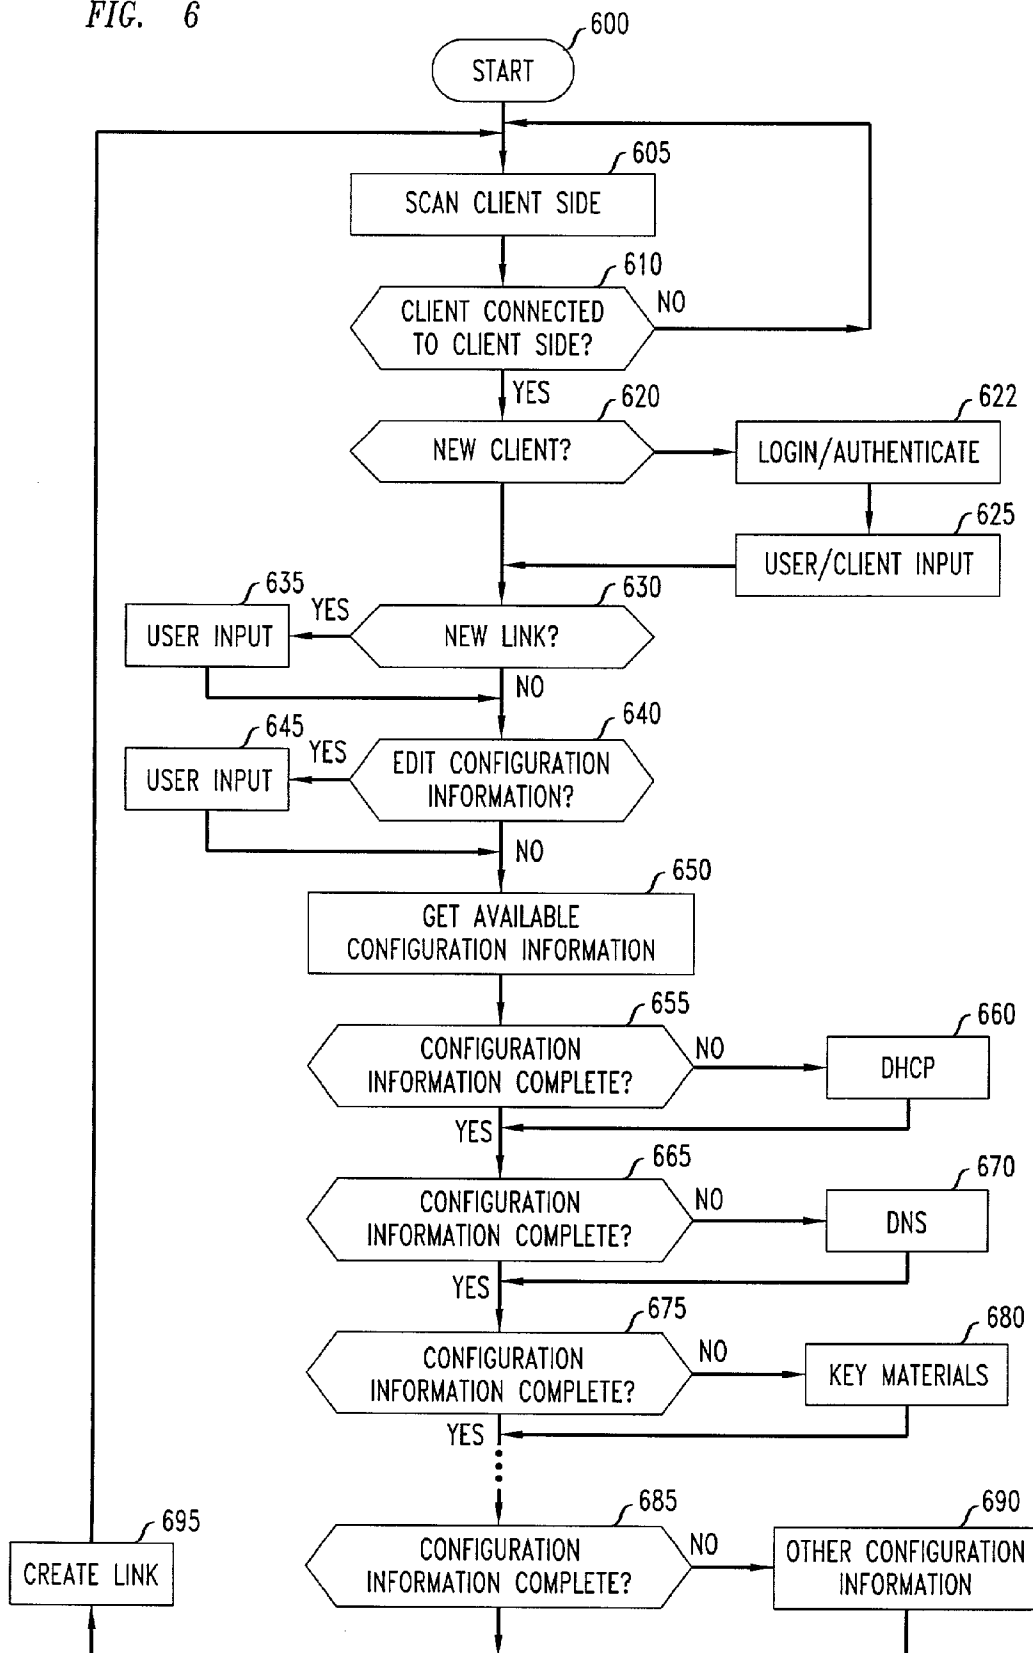 FIG. 6
600
START
605
SCAN CLIENT SIDE
610
CLIENT CONNECTED
TO CLIENT SIDE?
NO
YES
620
NEW CLIENT?
622
LOGIN/AUTHENTICATE
625
USER/CLIENT INPUT
630
NEW LINK?
YES
635
USER INPUT
NO
640
EDIT CONFIGURATION
INFORMATION?
YES
645
USER INPUT
NO
650
GET AVAILABLE
CONFIGURATION INFORMATION
655
CONFIGURATION
INFORMATION COMPLETE?
NO
660
DHCP
YES
665
CONFIGURATION
INFORMATION COMPLETE?
NO
670
DNS
YES
675
CONFIGURATION
INFORMATION COMPLETE?
NO
680
KEY MATERIALS
YES
685
CONFIGURATION
INFORMATION COMPLETE?
NO
690
OTHER CONFIGURATION
INFORMATION
695
CREATE LINK